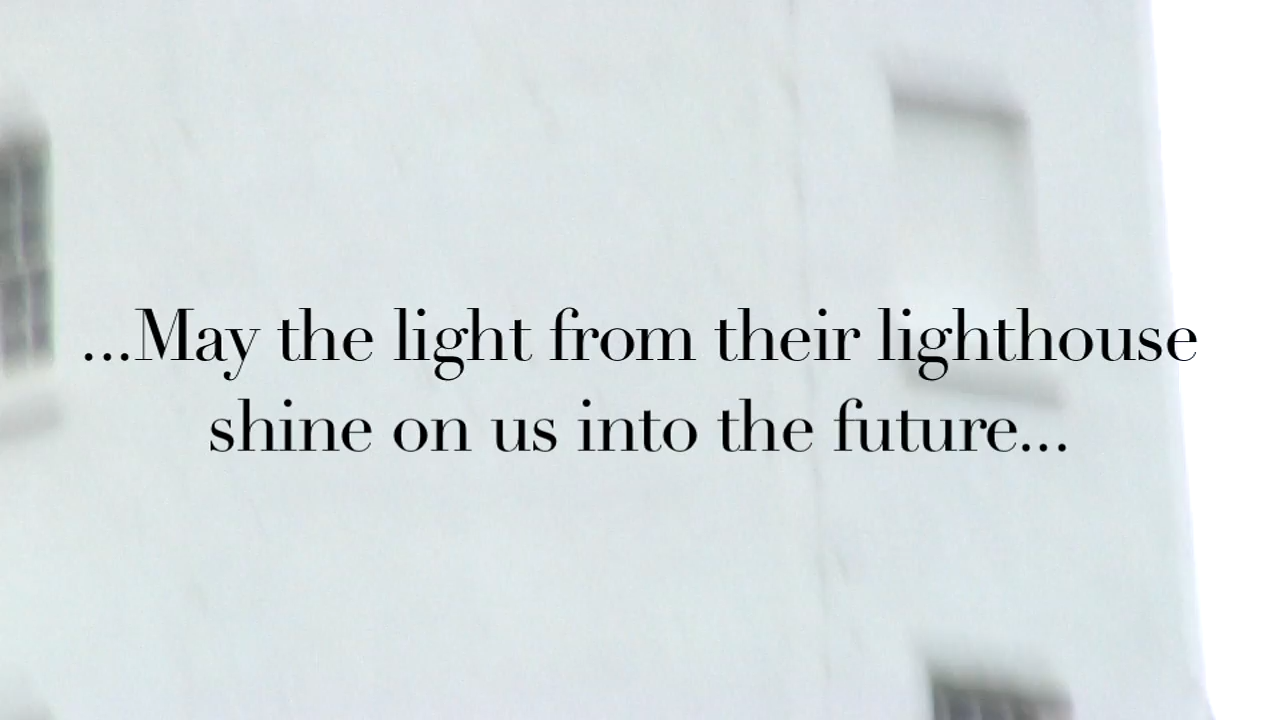 ...May the light from their lighthouse
shine on us into the future...